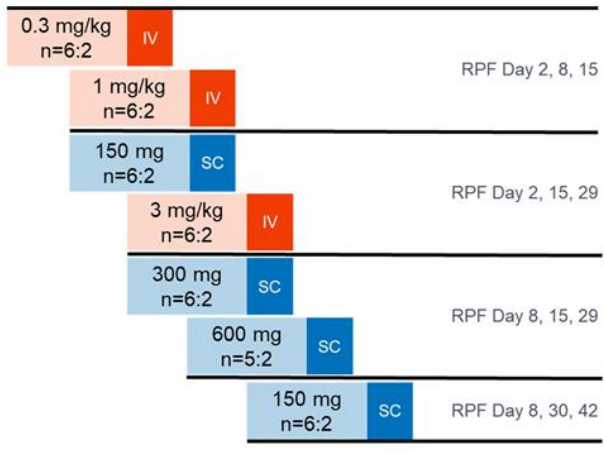 0.3 mg/kg
n=6:2
IV
RPF Day 2, 8, 15
1 mg/kg
n=6:2
IV
150 mg
n=6:2
SC
RPF Day 2, 15, 29
3 mg/kg
n=6:2
IV
300 mg
n=6:2
SC
RPF Day 8, 15, 29
600 mg
n=5:2
SC
150 mg
n=6:2
SC
RPF Day 8, 30, 42